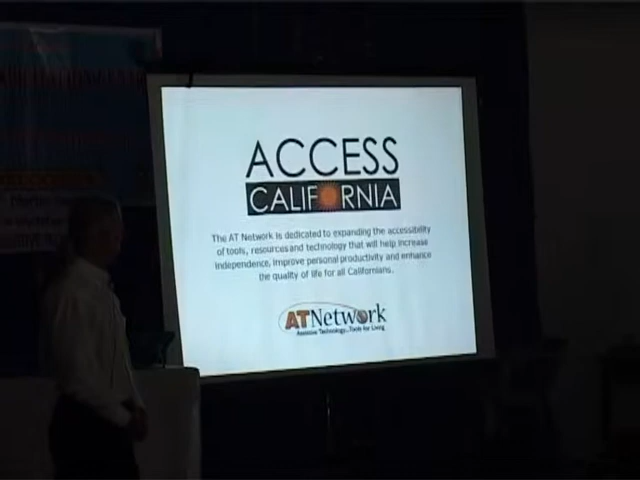 ACCESS
CALIFORNIA
The AT Network is dedicated to expanding the accessibility
of tools, resources and technology that will help increase
independence, improve personal productivity and enhance
the quality of life for all Californians.
ATNetwork
Assistive Technology...Tools for Living